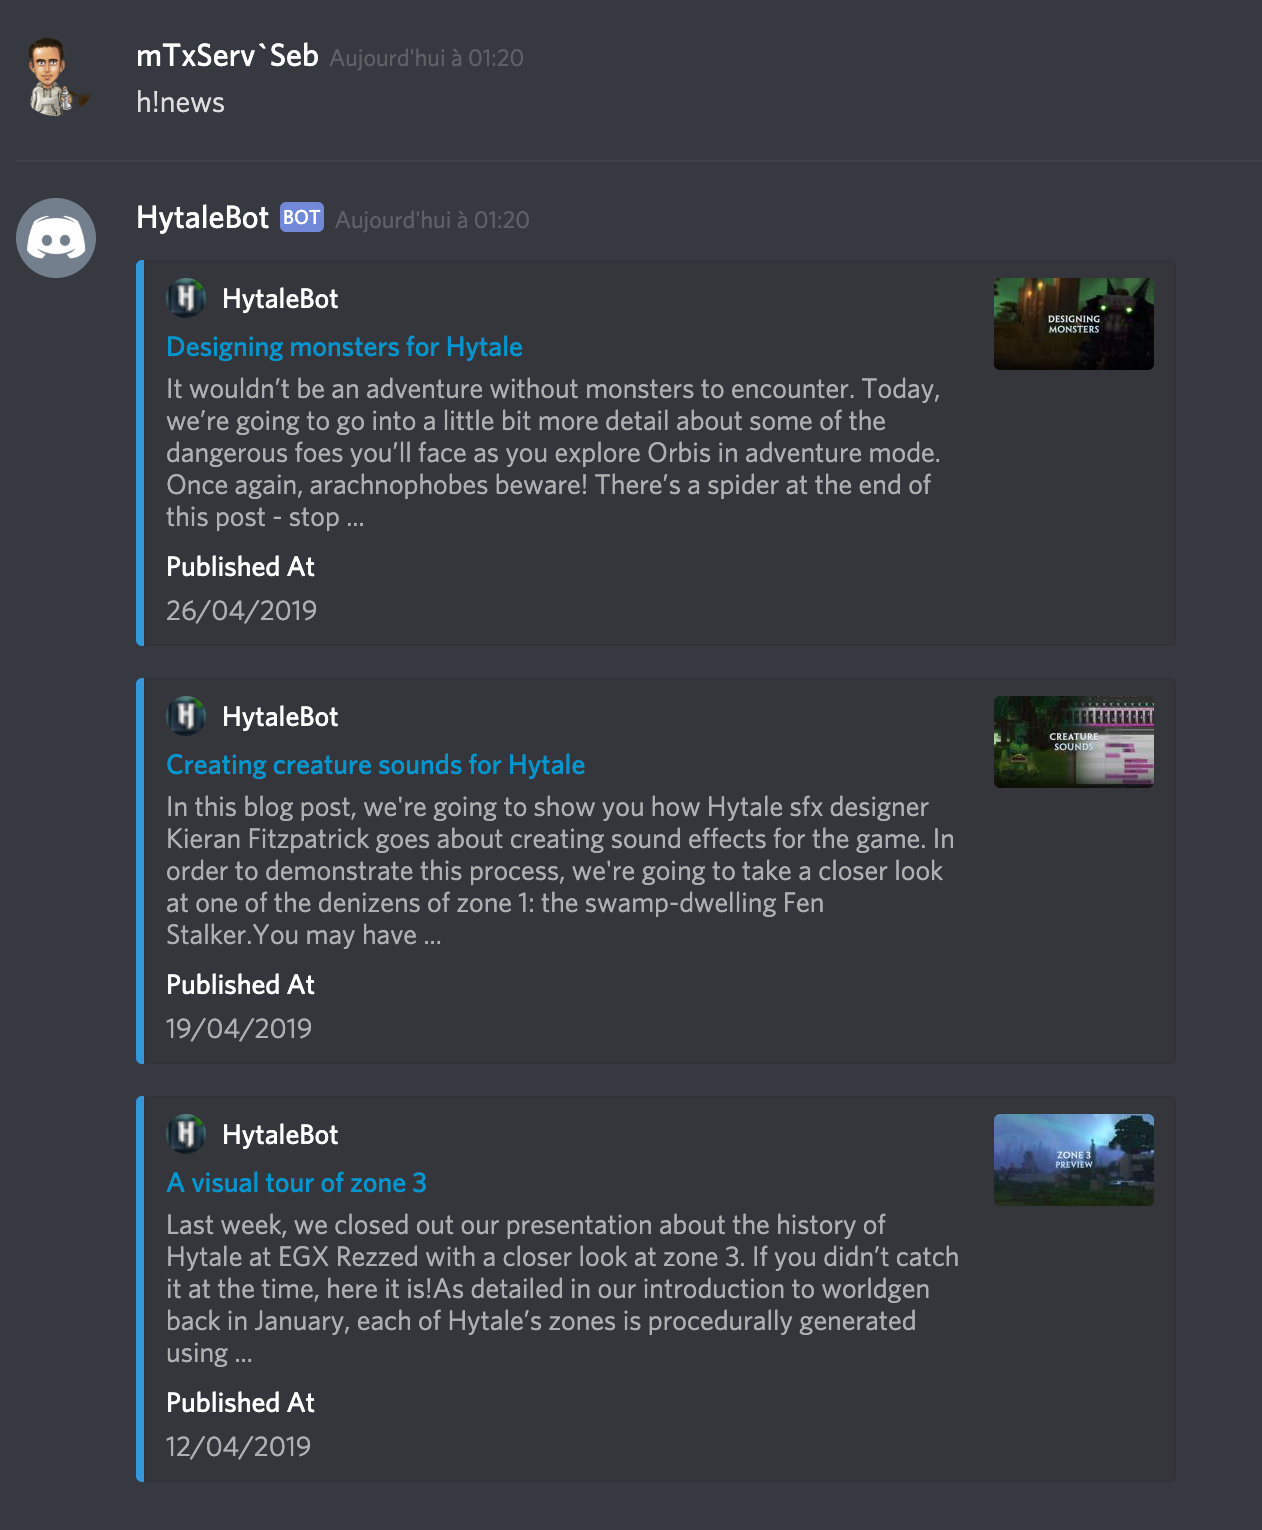 mTxServ`Seb Aujourd'hui à 01:20
h!news
HytaleBot BOT Aujourd'hui à 01:20
H HytaleBot
Designing monsters for Hytale
It wouldn’t be an adventure without monsters to encounter. Today,
we’re going to go into a little bit more detail about some of the
dangerous foes you’ll face as you explore Orbis in adventure mode.
Once again, arachnophobes beware! There’s a spider at the end of
this post - stop ...
Published At
26/04/2019
DESIGNING
MONSTERS
H HytaleBot
Creating creature sounds for Hytale
In this blog post, we're going to show you how Hytale sfx designer
Kieran Fitzpatrick goes about creating sound effects for the game. In
order to demonstrate this process, we're going to take a closer look
at one of the denizens of zone 1: the swamp-dwelling Fen
Stalker.You may have ...
Published At
19/04/2019
CREATURE
SOUNDS
H HytaleBot
A visual tour of zone 3
Last week, we closed out our presentation about the history of
Hytale at EGX Rezzed with a closer look at zone 3. If you didn’t catch
it at the time, here it is!As detailed in our introduction to worldgen
back in January, each of Hytale’s zones is procedurally generated
using ...
Published At
12/04/2019
ZONE 3
PREVIEW